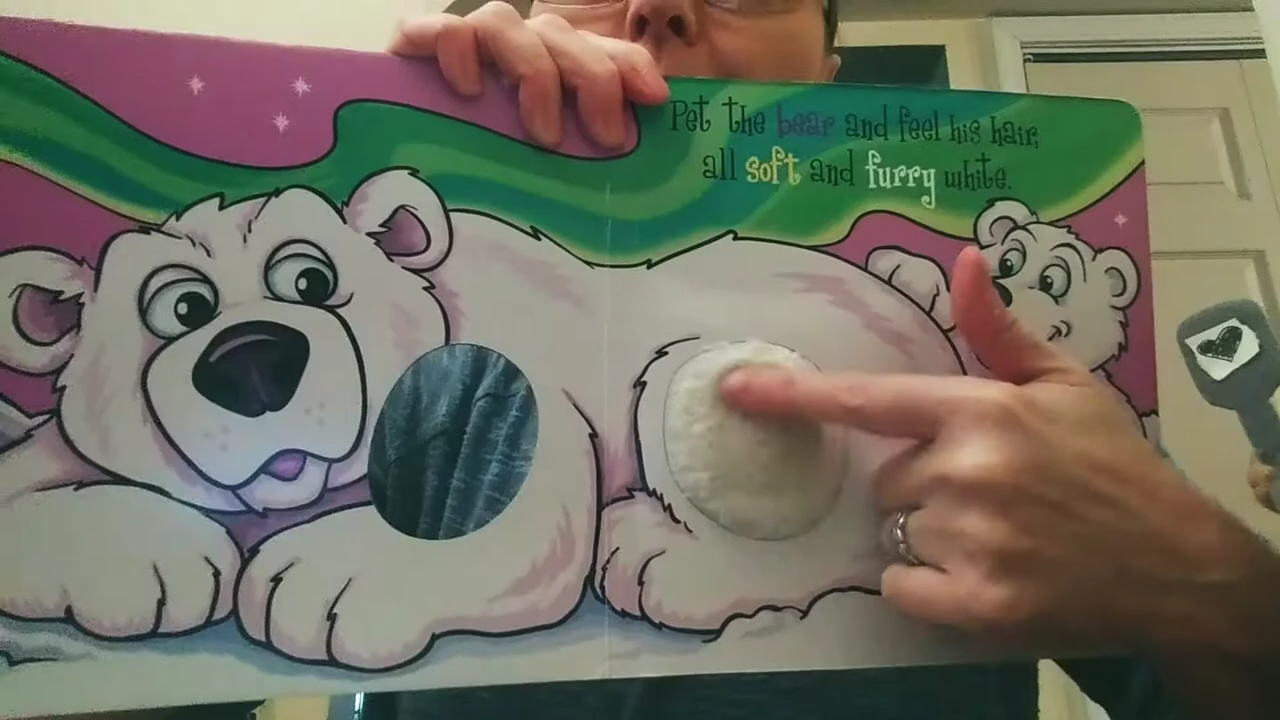 Pet the bear and feel his hair,
all soft and furry white.